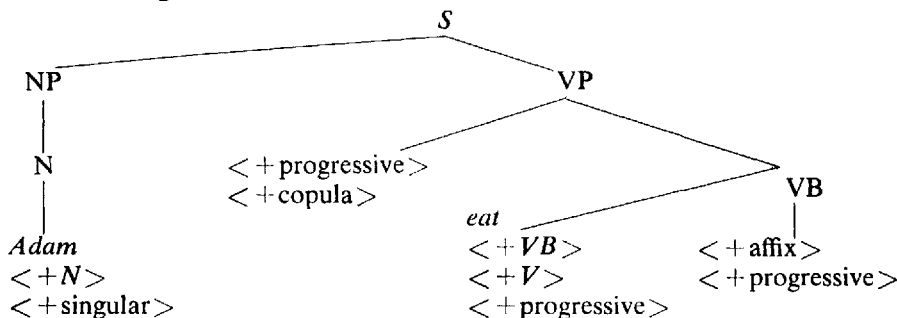 S
NP VP
N <+progressive> VB
<+copula>
eat
Adam <+VB> <+affix>
<+N> <+V> <+progressive>
<+singular> <+progressive>